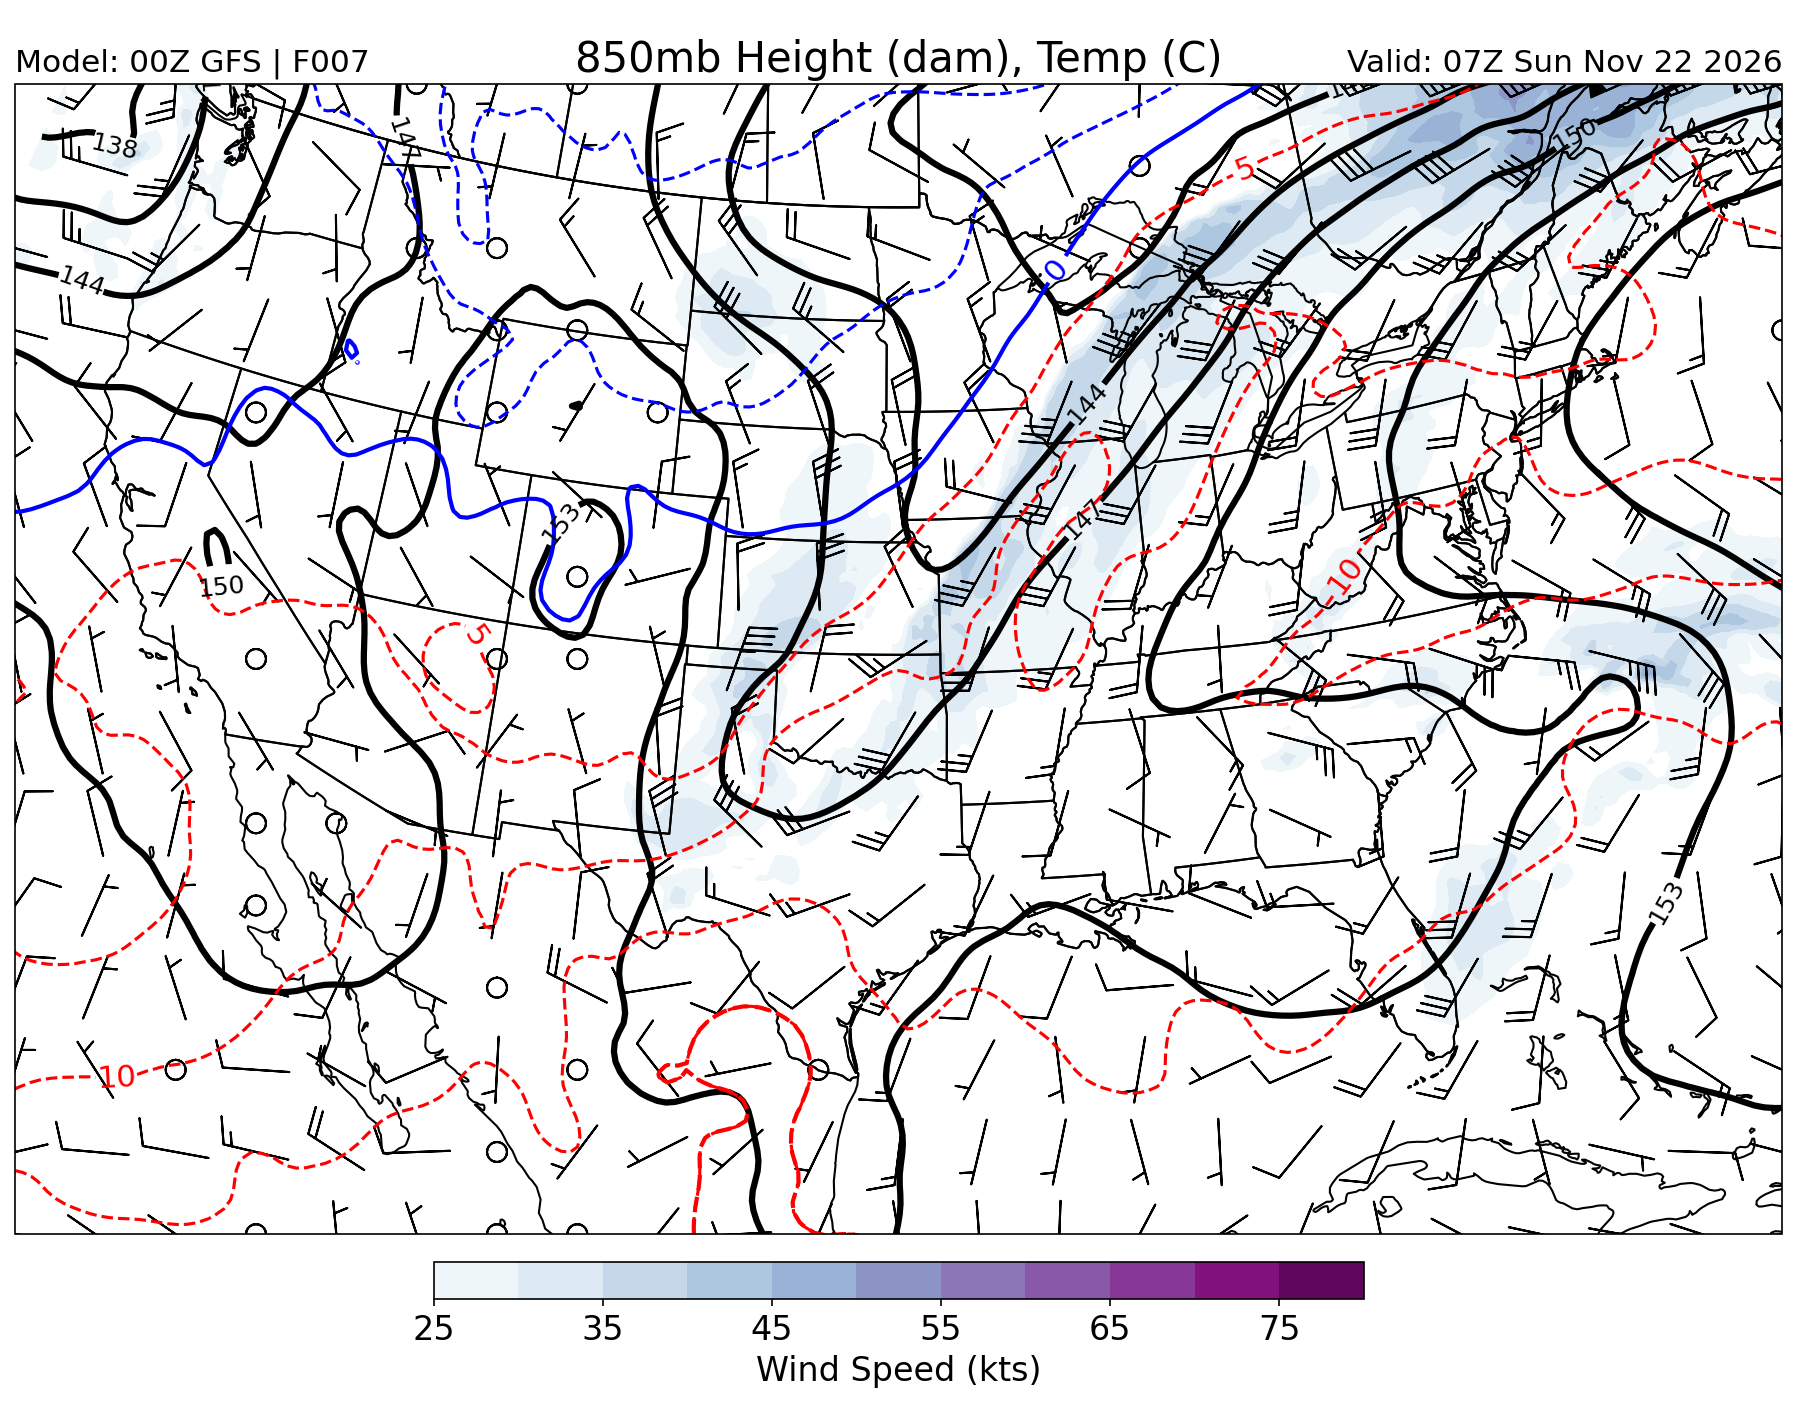 Model: 00Z GFS | F007
850mb Height (dam), Temp (C)
Valid: 07Z Sun Nov 22 2026
138
150
5
144
0
144
147
153
150
10
5
153
10
25 35 45 55 65 75
Wind Speed (kts)